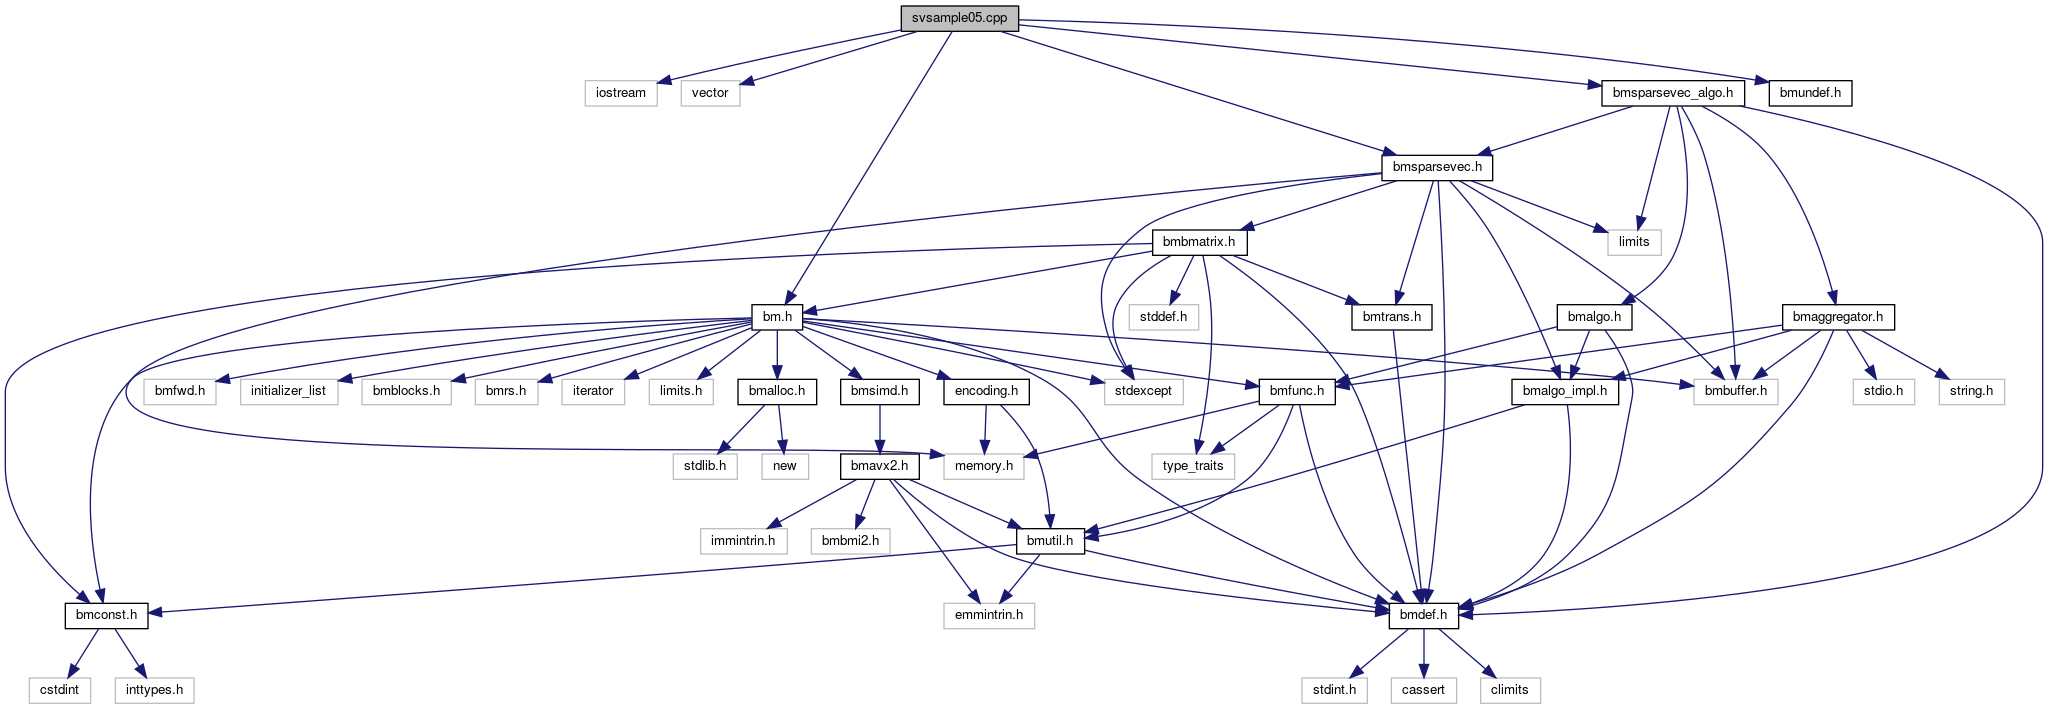 svsample05.cpp
iostream
vector
bmsparsevec_algo.h
bmundef.h
bmsparsevec.h
bmbmatrix.h
limits
bm.h
stddef.h
bmtrans.h
bmalgo.h
bmaggregator.h
bmfwd.h
initializer_list
bmblocks.h
bmrs.h
iterator
limits.h
bmalloc.h
bmsimd.h
encoding.h
stdexcept
bmfunc.h
bmalgo_impl.h
bmbuffer.h
stdio.h
string.h
stdlib.h
new
bmavx2.h
memory.h
type_traits
immintrin.h
bmbmi2.h
bmutil.h
bmconst.h
emmintrin.h
bmdef.h
cstdint
inttypes.h
stdint.h
cassert
climits